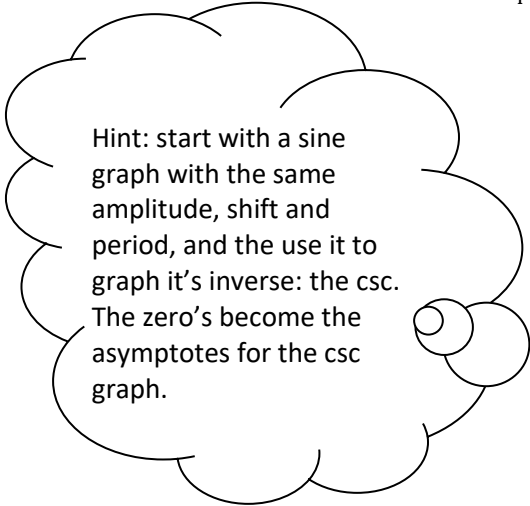 Hint: start with a sine
graph with the same
amplitude, shift and
period, and the use it to
graph it’s inverse: the csc.
The zero’s become the
asymptotes for the csc
graph.